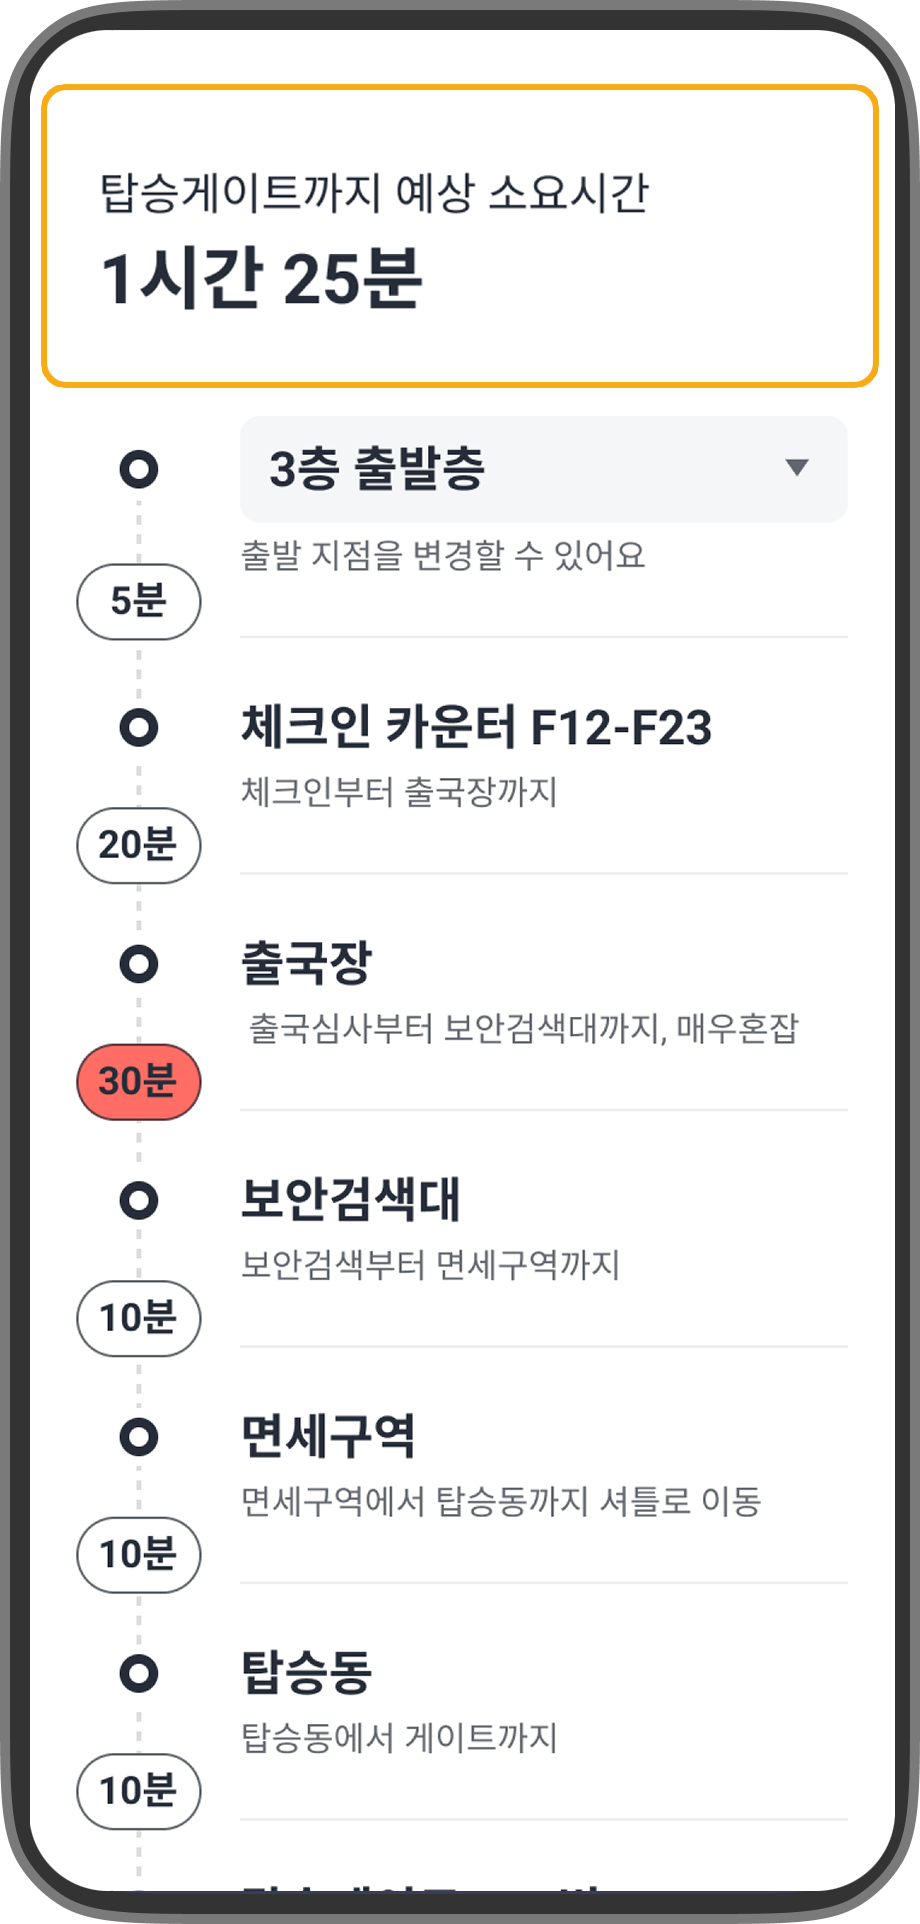 탑승게이트까지 예상 소요시간
1시간 25분
3층 출발층
출발 지점을 변경할 수 있어요
5분
체크인 카운터 F12-F23
체크인부터 출국장까지
20분
출국장
출국심사부터 보안검색대까지, 매우혼잡
30분
보안검색대
보안검색부터 면세구역까지
10분
면세구역
면세구역에서 탑승동까지 셔틀로 이동
10분
탑승동
탑승동에서 게이트까지
10분